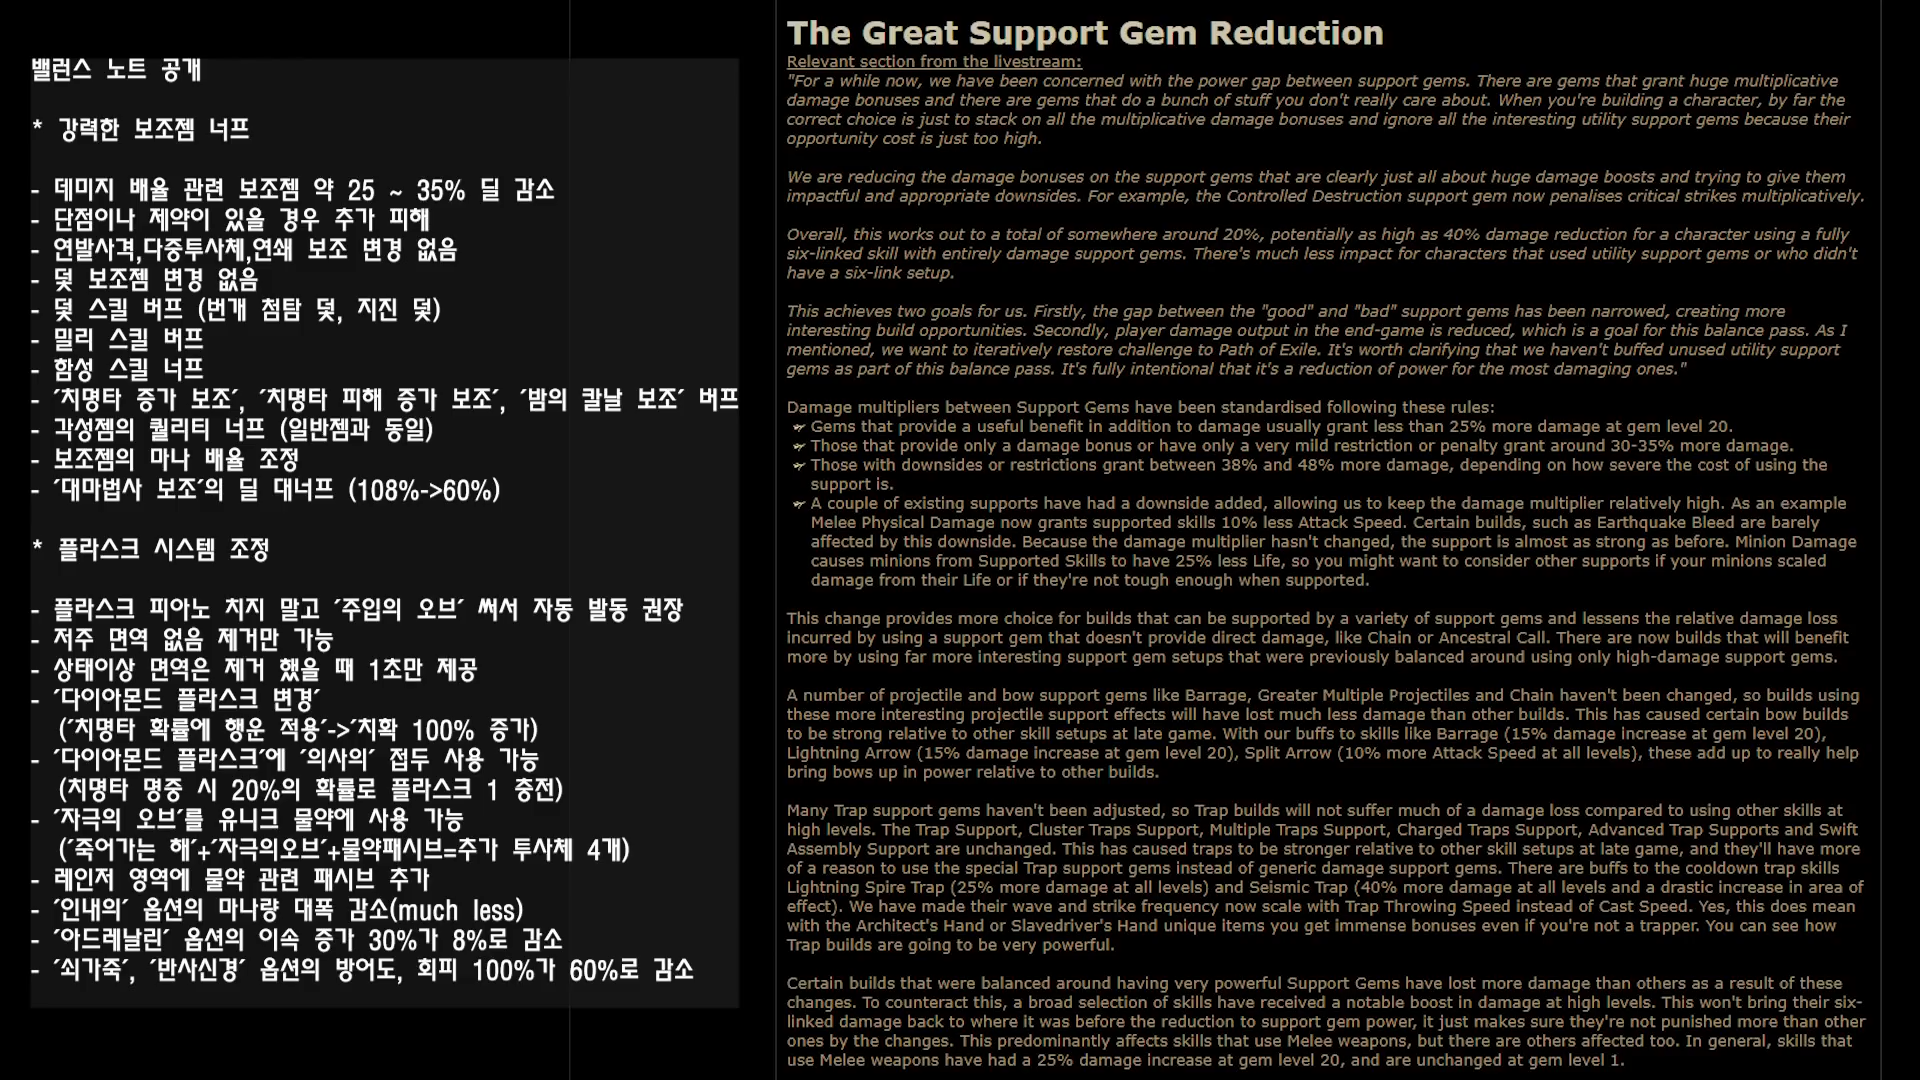 밸런스 노트 공개
* 강력한 보조젬 너프
- 데미지 배율 관련 보조젬 약 25 ~ 35% 딜 감소
- 단점이나 제약이 있을 경우 추가 피해
- 연발사격,다중투사체,연쇄 보조 변경 없음
- 덫 보조젬 변경 없음
- 덫 스킬 버프 (번개 첨탑 덫, 지진 덫)
- 밀리 스킬 버프
- 함성 스킬 너프
- ´치명타 증가 보조´, ´치명타 피해 증가 보조´, ´밤의 칼날 보조´ 버프
- 각성젬의 퀄리티 너프 (일반젬과 동일)
- 보조젬의 마나 배율 조정
- ´대마법사 보조´의 딜 대너프 (108%->60%)
* 플라스크 시스템 조정
- 플라스크 피아노 치지 말고 ´주입의 오브´ 써서 자동 발동 권장
- 저주 면역 없음 제거만 가능
- 상태이상 면역은 제거 했을 때 1초만 제공
- ´다이아몬드 플라스크 변경´
(´치명타 확률에 행운 적용´->´치확 100% 증가)
- ´다이아몬드 플라스크´에 ´의사의´ 접두 사용 가능
(치명타 명중 시 20%의 확률로 플라스크 1 충전)
- ´자극의 오브´를 유니크 물약에 사용 가능
(´죽어가는 해´+´자극의오브´+물약패시브=추가 투사체 4개)
- 레인저 영역에 물약 관련 패시브 추가
- ´인내의´ 옵션의 마나량 대폭 감소(much less)
- ´아드레날린´ 옵션의 이속 증가 30%가 8%로 감소
- ´쇠가죽´, ´반사신경´ 옵션의 방어도, 회피 100%가 60%로 감소
The Great Support Gem Reduction
Relevant section from the livestream:
"For a while now, we have been concerned with the power gap between support gems. There are gems that grant huge multiplicative
damage bonuses and there are gems that do a bunch of stuff you don't really care about. When you're building a character, by far the
correct choice is just to stack on all the multiplicative damage bonuses and ignore all the interesting utility support gems because their
opportunity cost is just too high.
We are reducing the damage bonuses on the support gems that are clearly just all about huge damage boosts and trying to give them
impactful and appropriate downsides. For example, the Controlled Destruction support gem now penalises critical strikes multiplicatively.
Overall, this works out to a total of somewhere around 20%, potentially as high as 40% damage reduction for a character using a fully
six-linked skill with entirely damage support gems. There's much less impact for characters that used utility support gems or who didn't
have a six-link setup.
This achieves two goals for us. Firstly, the gap between the "good" and "bad" support gems has been narrowed, creating more
interesting build opportunities. Secondly, player damage output in the end-game is reduced, which is a goal for this balance pass. As I
mentioned, we want to iteratively restore challenge to Path of Exile. It's worth clarifying that we haven't buffed unused utility support
gems as part of this balance pass. It's fully intentional that it's a reduction of power for the most damaging ones."
Damage multipliers between Support Gems have been standardised following these rules:
Gems that provide a useful benefit in addition to damage usually grant less than 25% more damage at gem level 20.
Those that provide only a damage bonus or have only a very mild restriction or penalty grant around 30-35% more damage.
Those with downsides or restrictions grant between 38% and 48% more damage, depending on how severe the cost of using the
support is.
A couple of existing supports have had a downside added, allowing us to keep the damage multiplier relatively high. As an example
Melee Physical Damage now grants supported skills 10% less Attack Speed. Certain builds, such as Earthquake Bleed are barely
affected by this downside. Because the damage multiplier hasn't changed, the support is almost as strong as before. Minion Damage
causes minions from Supported Skills to have 25% less Life, so you might want to consider other supports if your minions scaled
damage from their Life or if they're not tough enough when supported.
This change provides more choice for builds that can be supported by a variety of support gems and lessens the relative damage loss
incurred by using a support gem that doesn't provide direct damage, like Chain or Ancestral Call. There are now builds that will benefit
more by using far more interesting support gem setups that were previously balanced around using only high-damage support gems.
A number of projectile and bow support gems like Barrage, Greater Multiple Projectiles and Chain haven't been changed, so builds using
these more interesting projectile support effects will have lost much less damage than other builds. This has caused certain bow builds
to be strong relative to other skill setups at late game. With our buffs to skills like Barrage (15% damage increase at gem level 20),
Lightning Arrow (15% damage increase at gem level 20), Split Arrow (10% more Attack Speed at all levels), these add up to really help
bring bows up in power relative to other builds.
Many Trap support gems haven't been adjusted, so Trap builds will not suffer much of a damage loss compared to using other skills at
high levels. The Trap Support, Cluster Traps Support, Multiple Traps Support, Charged Traps Support, Advanced Trap Supports and Swift
Assembly Support are unchanged. This has caused traps to be stronger relative to other skill setups at late game, and they'll have more
of a reason to use the special Trap support gems instead of generic damage support gems. There are buffs to the cooldown trap skills
Lightning Spire Trap (25% more damage at all levels) and Seismic Trap (40% more damage at all levels and a drastic increase in area of
effect). We have made their wave and strike frequency now scale with Trap Throwing Speed instead of Cast Speed. Yes, this does mean
with the Architect's Hand or Slavedriver's Hand unique items you get immense bonuses even if you're not a trapper. You can see how
Trap builds are going to be very powerful.
Certain builds that were balanced around having very powerful Support Gems have lost more damage than others as a result of these
changes. To counteract this, a broad selection of skills have received a notable boost in damage at high levels. This won't bring their six-
linked damage back to where it was before the reduction to support gem power, it just makes sure they're not punished more than other
ones by the changes. This predominantly affects skills that use Melee weapons, but there are others affected too. In general, skills that
use Melee weapons have had a 25% damage increase at gem level 20, and are unchanged at gem level 1.